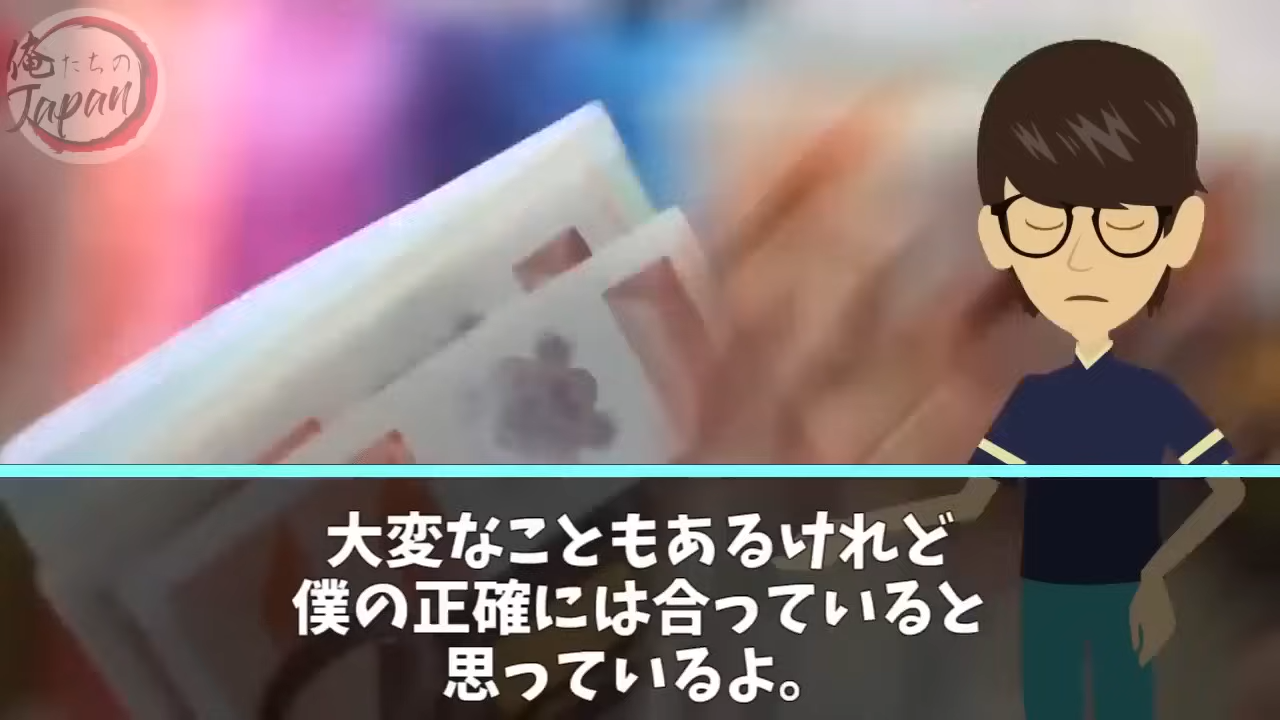 俺たちの
Japan
大変なこともあるけれど
僕の正確には合っていると
思っているよ。